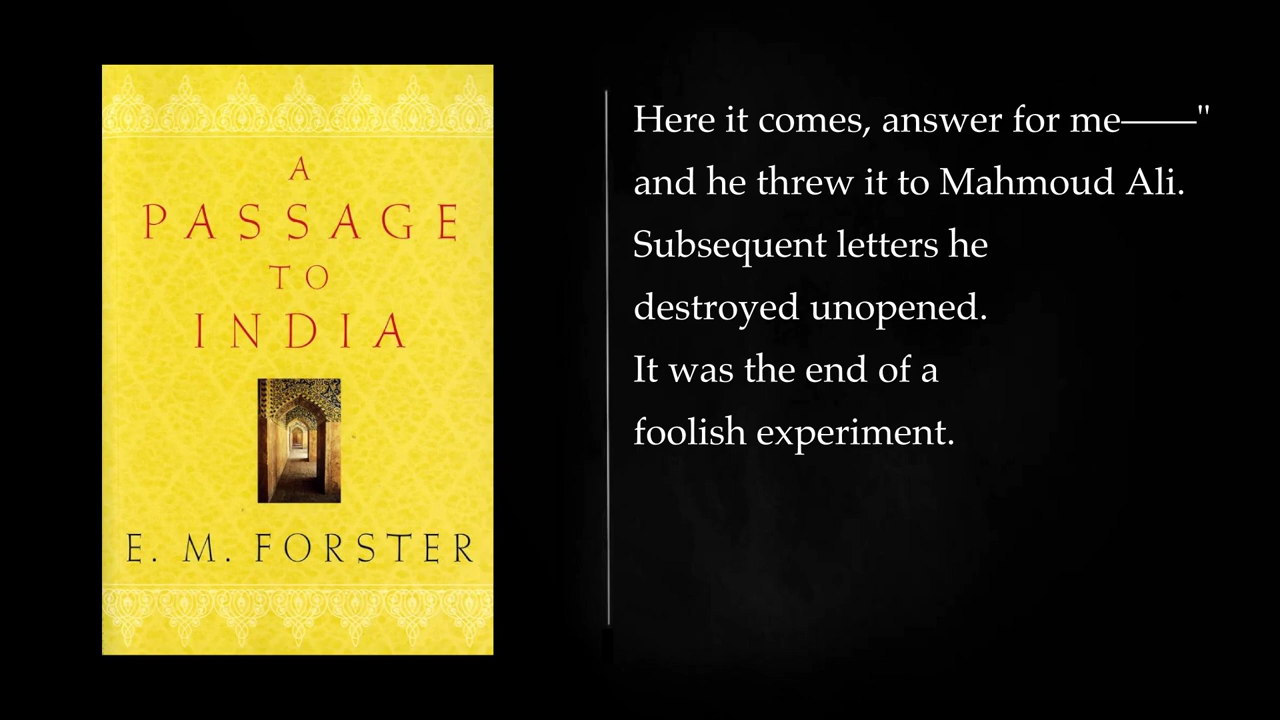 A
PASSAGE
TO
INDIA
E. M. FORSTER
Here it comes, answer for me——"
and he threw it to Mahmoud Ali.
Subsequent letters he
destroyed unopened.
It was the end of a
foolish experiment.